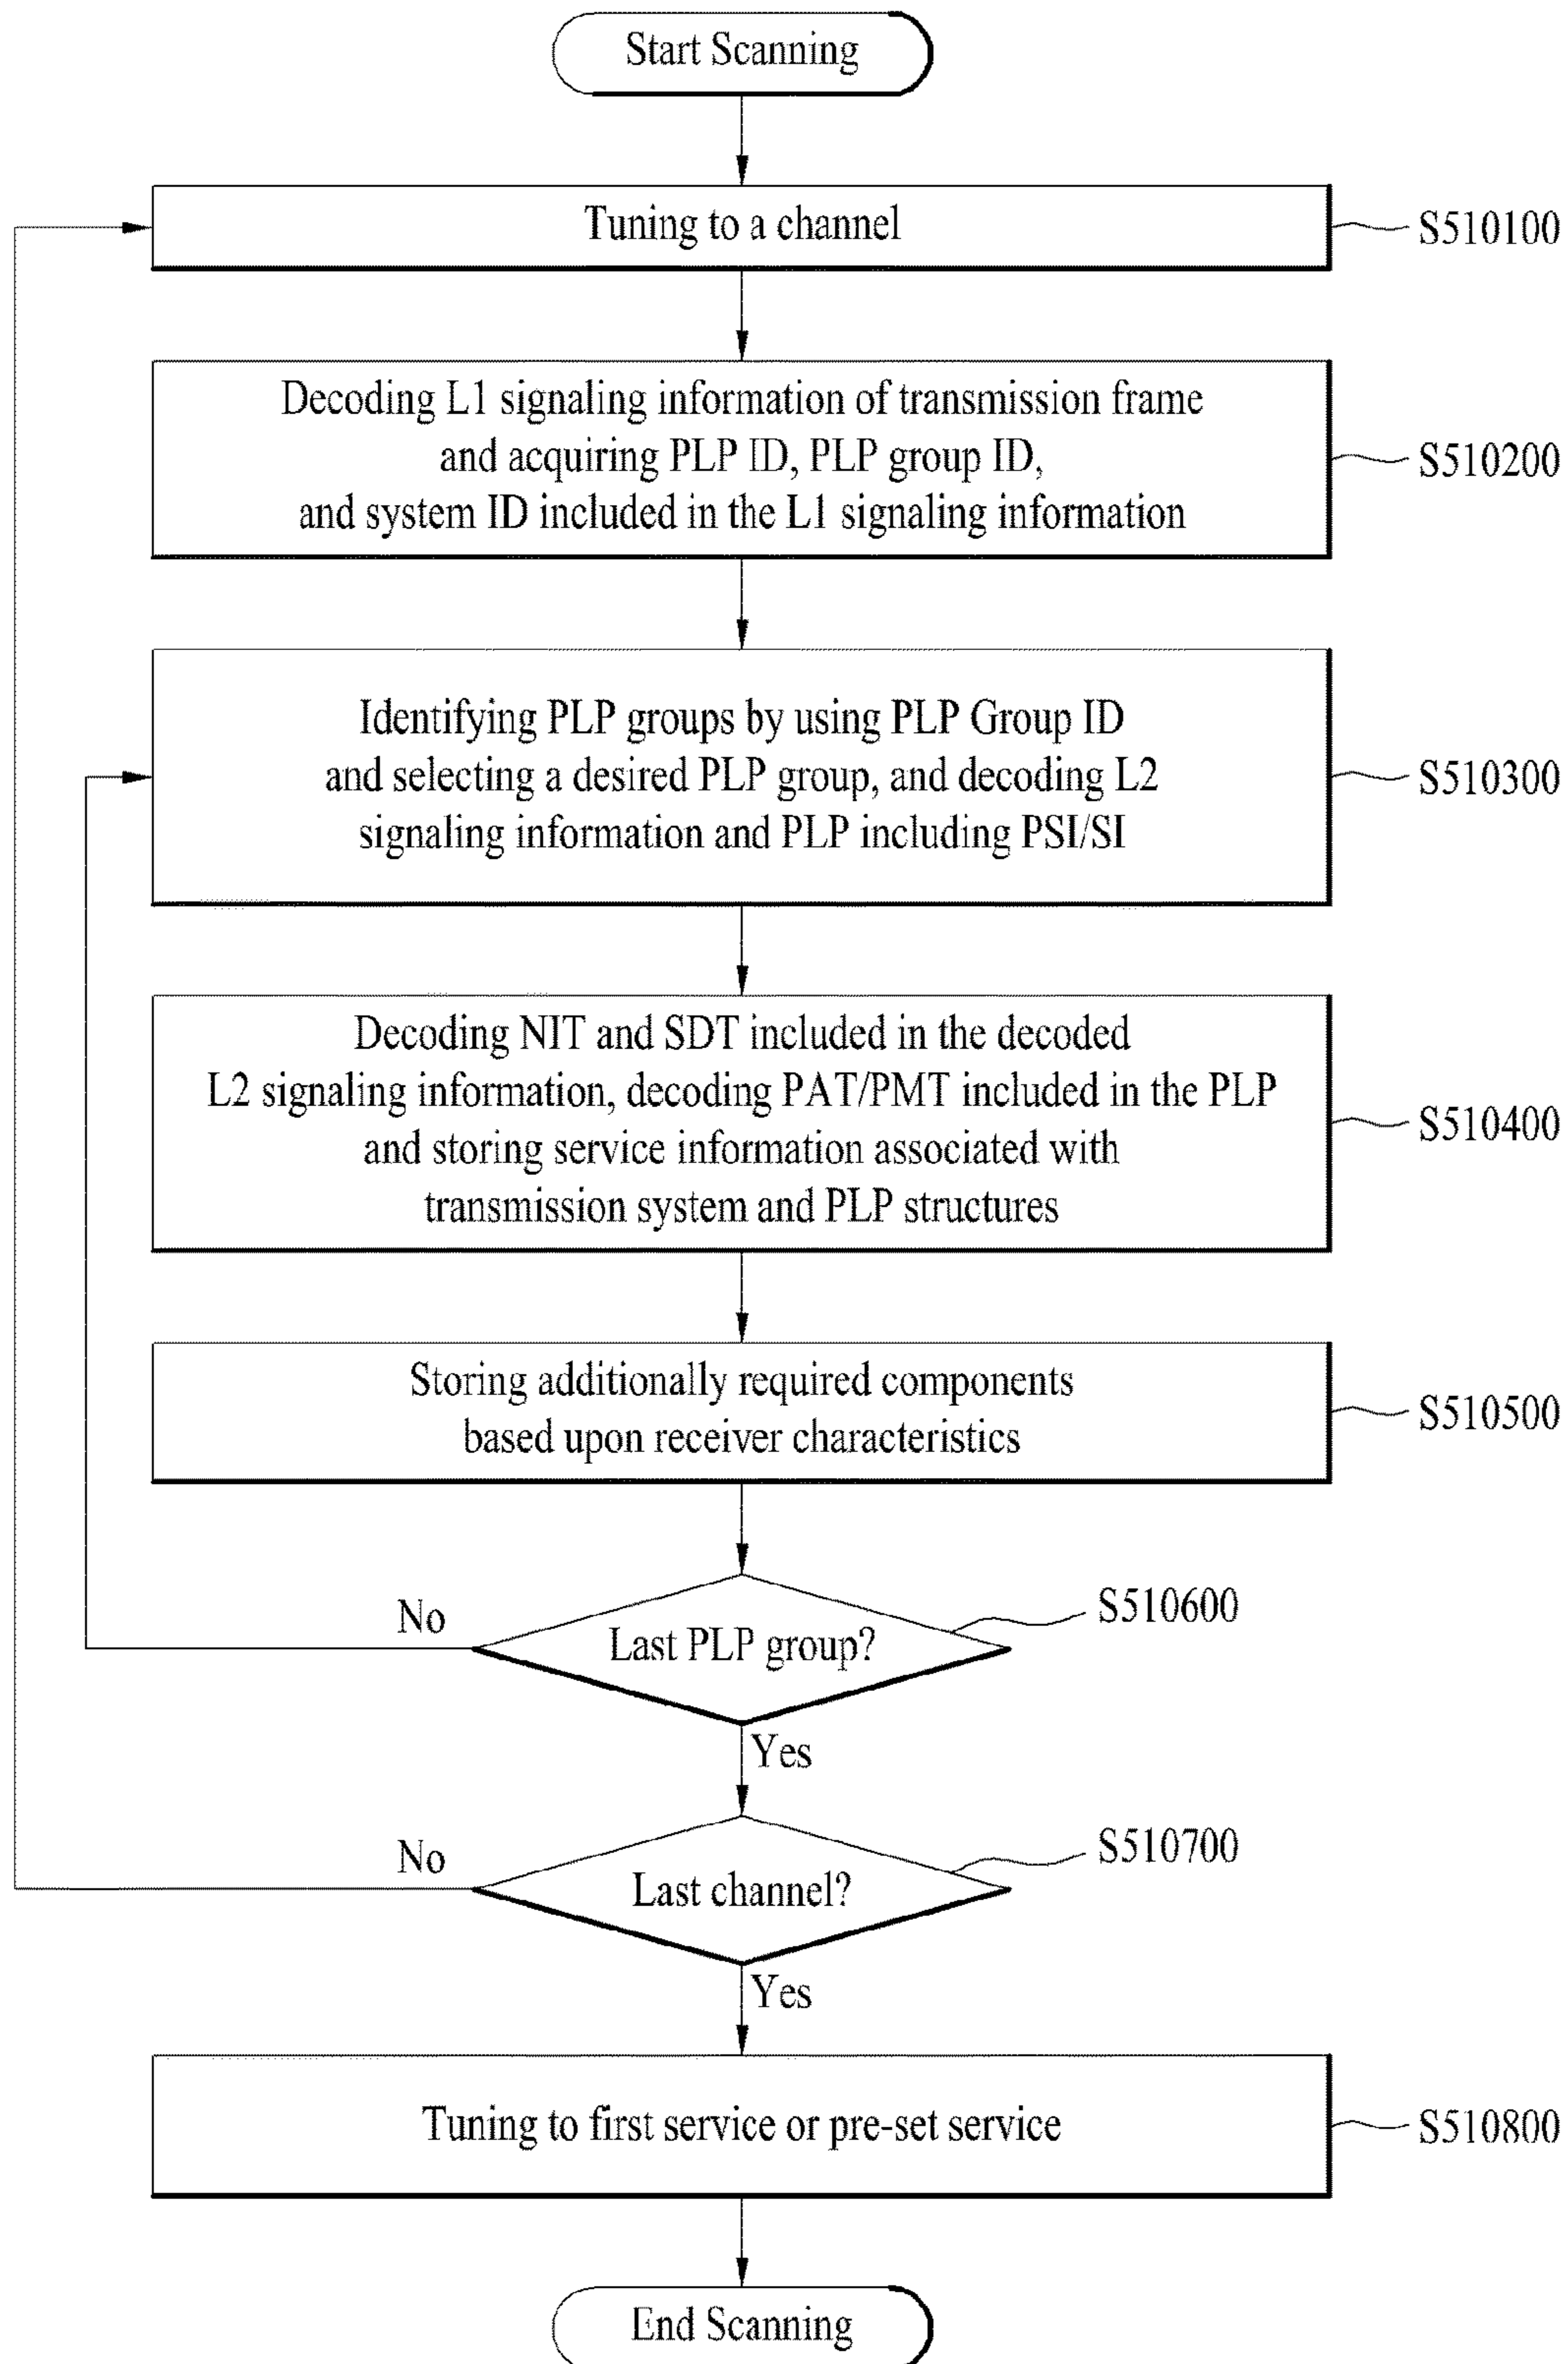 Start Scanning
Tuning to a channel
S510100
Decoding L1 signaling information of transmission frame
and acquiring PLP ID, PLP group ID,
and system ID included in the L1 signaling information
S510200
Identifying PLP groups by using PLP Group ID
and selecting a desired PLP group, and decoding L2
signaling information and PLP including PSI/SI
S510300
Decoding NIT and SDT included in the decoded
L2 signaling information, decoding PAT/PMT included in the PLP
and storing service information associated with
transmission system and PLP structures
S510400
Storing additionally required components
based upon receiver characteristics
S510500
No
Last PLP group?
S510600
Yes
No
Last channel?
S510700
Yes
Tuning to first service or pre-set service
S510800
End Scanning